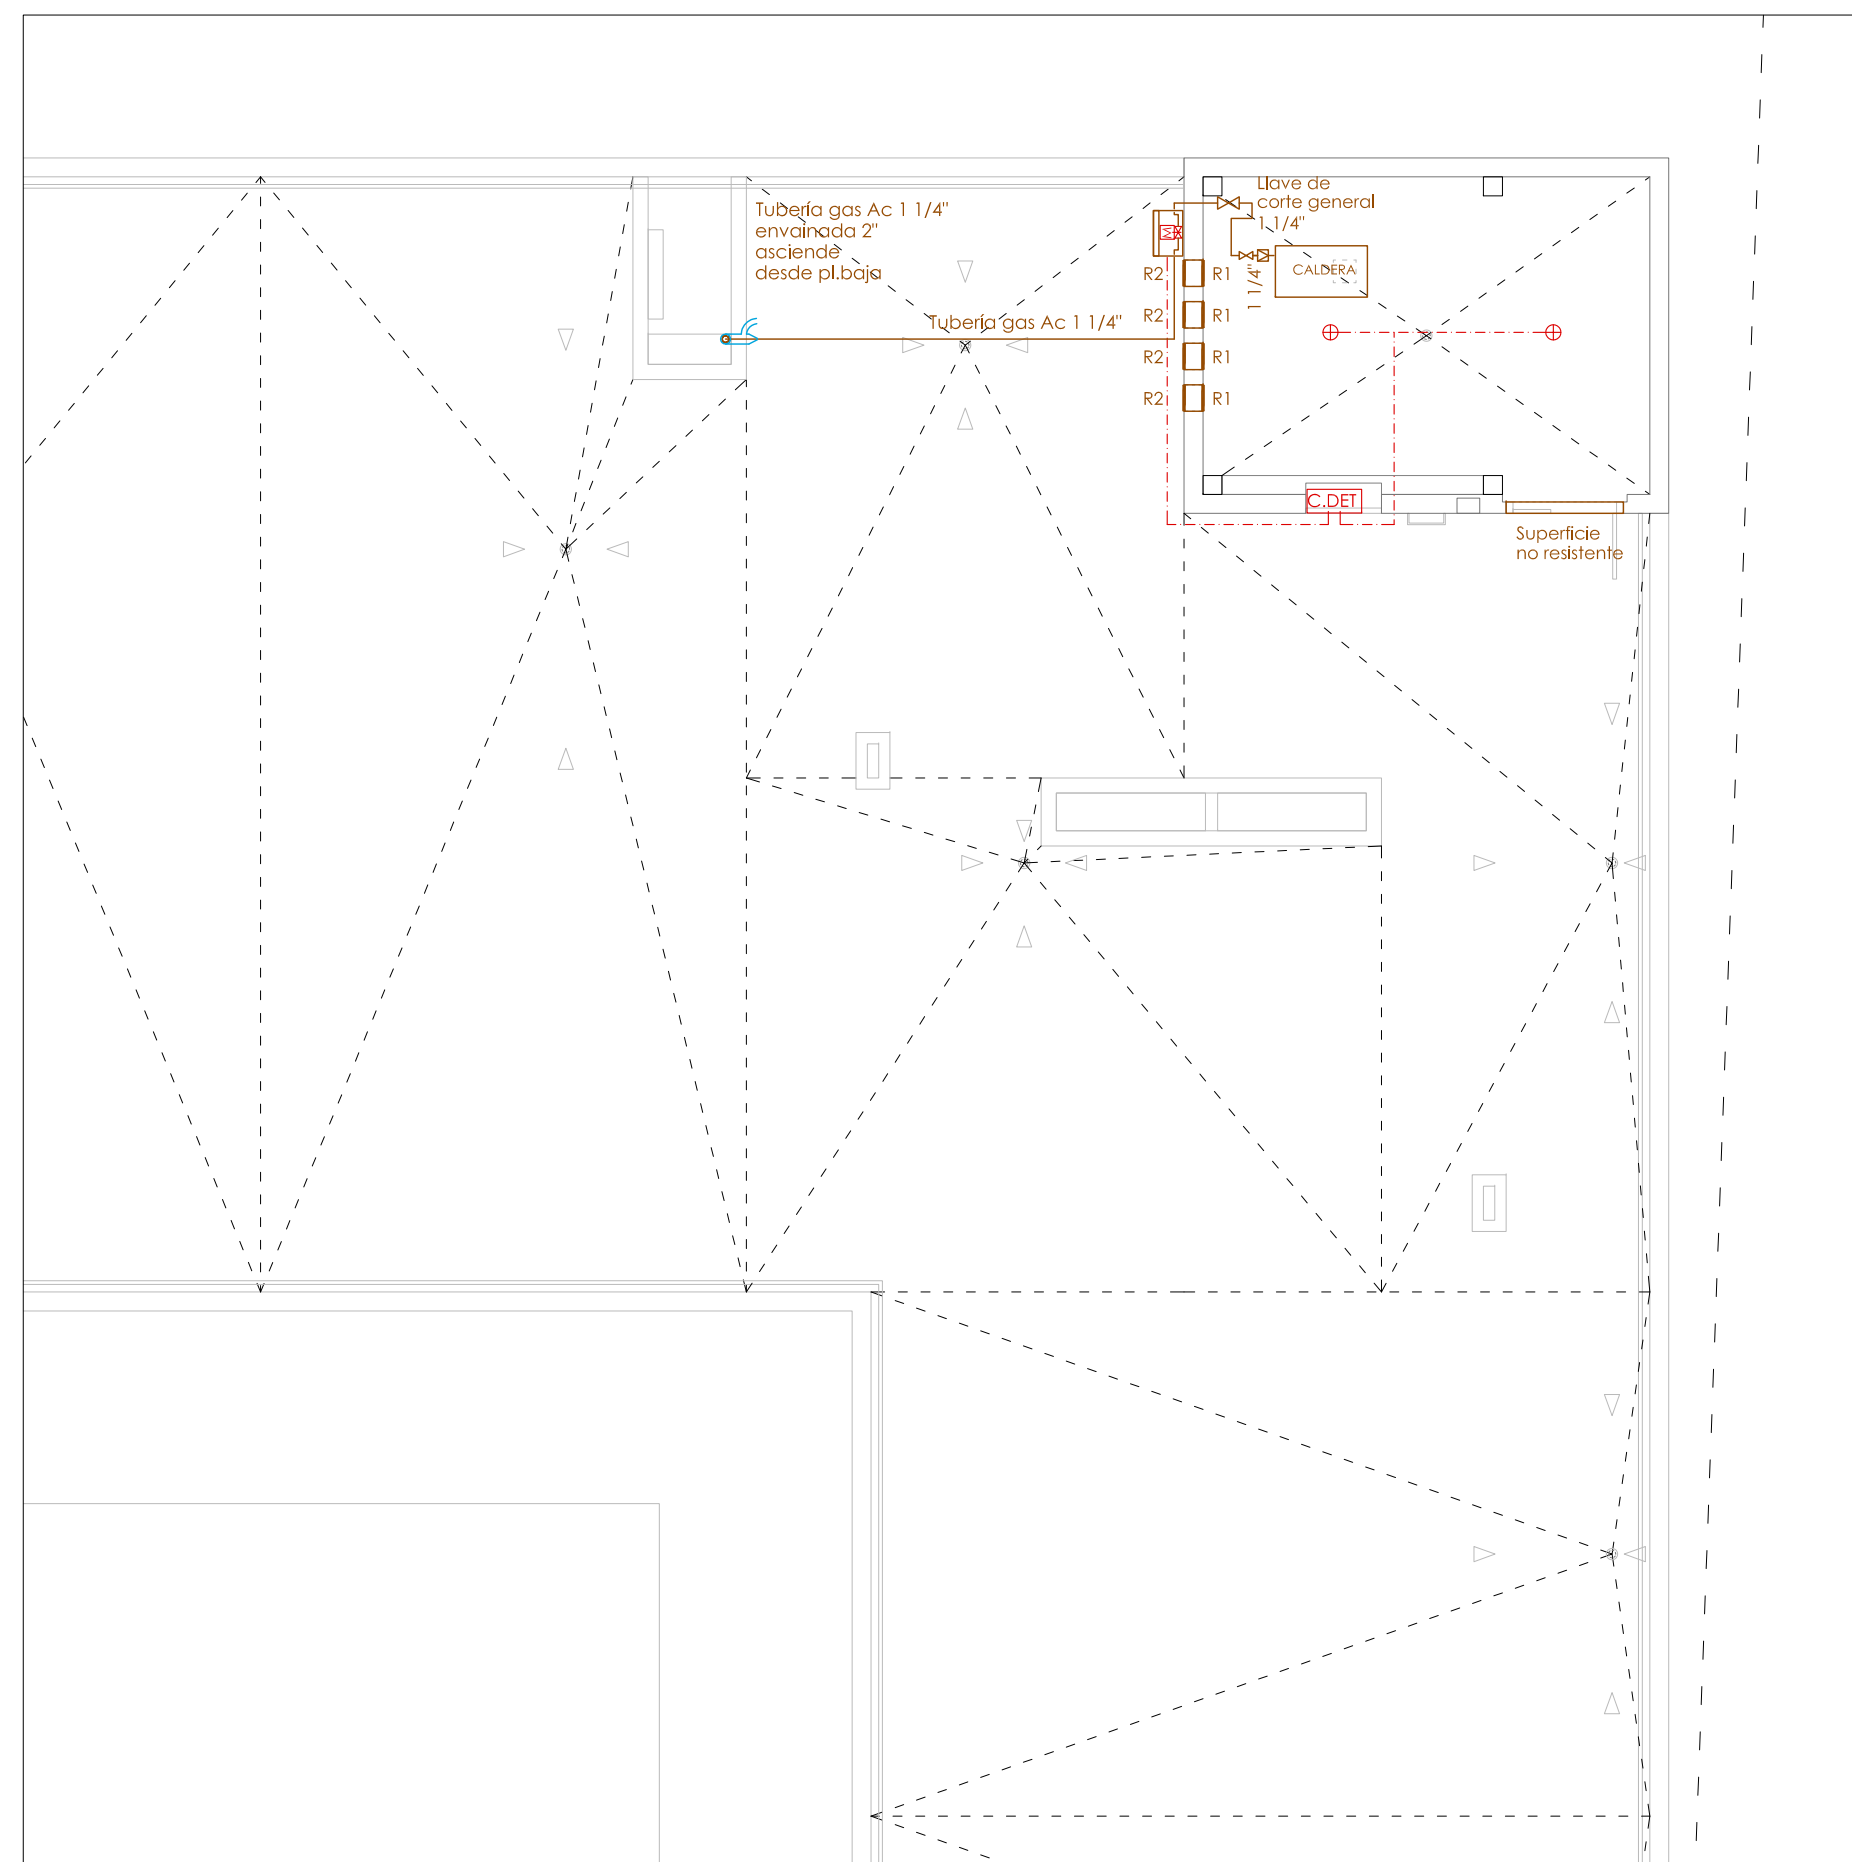 Tubería gas Ac 1 1/4"
envainada 2"
asciende
desde pl.baja
Llave de
corte general
1 1/4"
M
1 1/4"
CALDERA
R2
R1
Tubería gas Ac 1 1/4"
R2
R1
R2
R1
R2
R1
C.DET
Superficie
no resistente